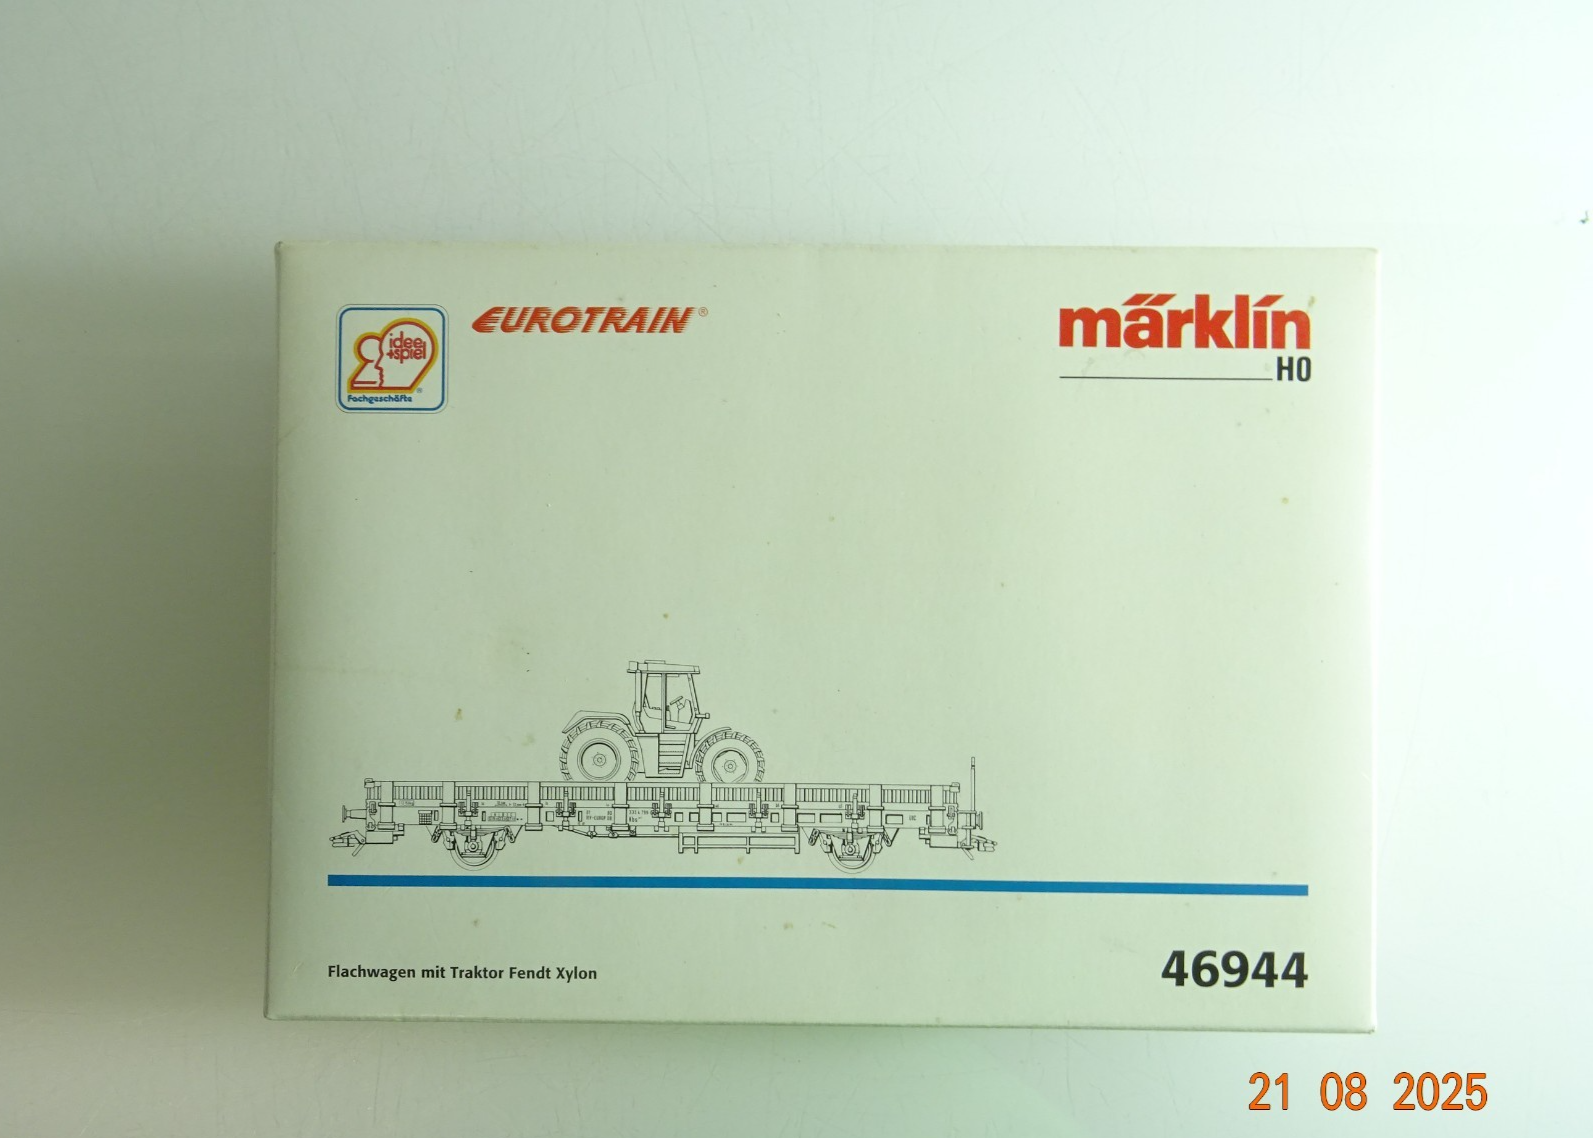 idee
+spiel
®
Fachgeschäfte
EUROTRAIN®
märklin
H0
Flachwagen mit Traktor Fendt Xylon
46944
21 08 2025